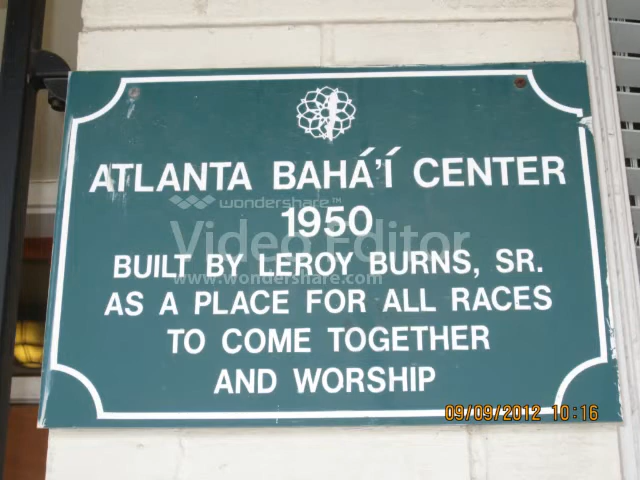 ATLANTA BAHÁ'Í CENTER
wondershare™
1950
Video Editor
BUILT BY LEROY BURNS, SR.
www.wondershare.com
AS A PLACE FOR ALL RACES
TO COME TOGETHER
AND WORSHIP
09/09/2012 10:16